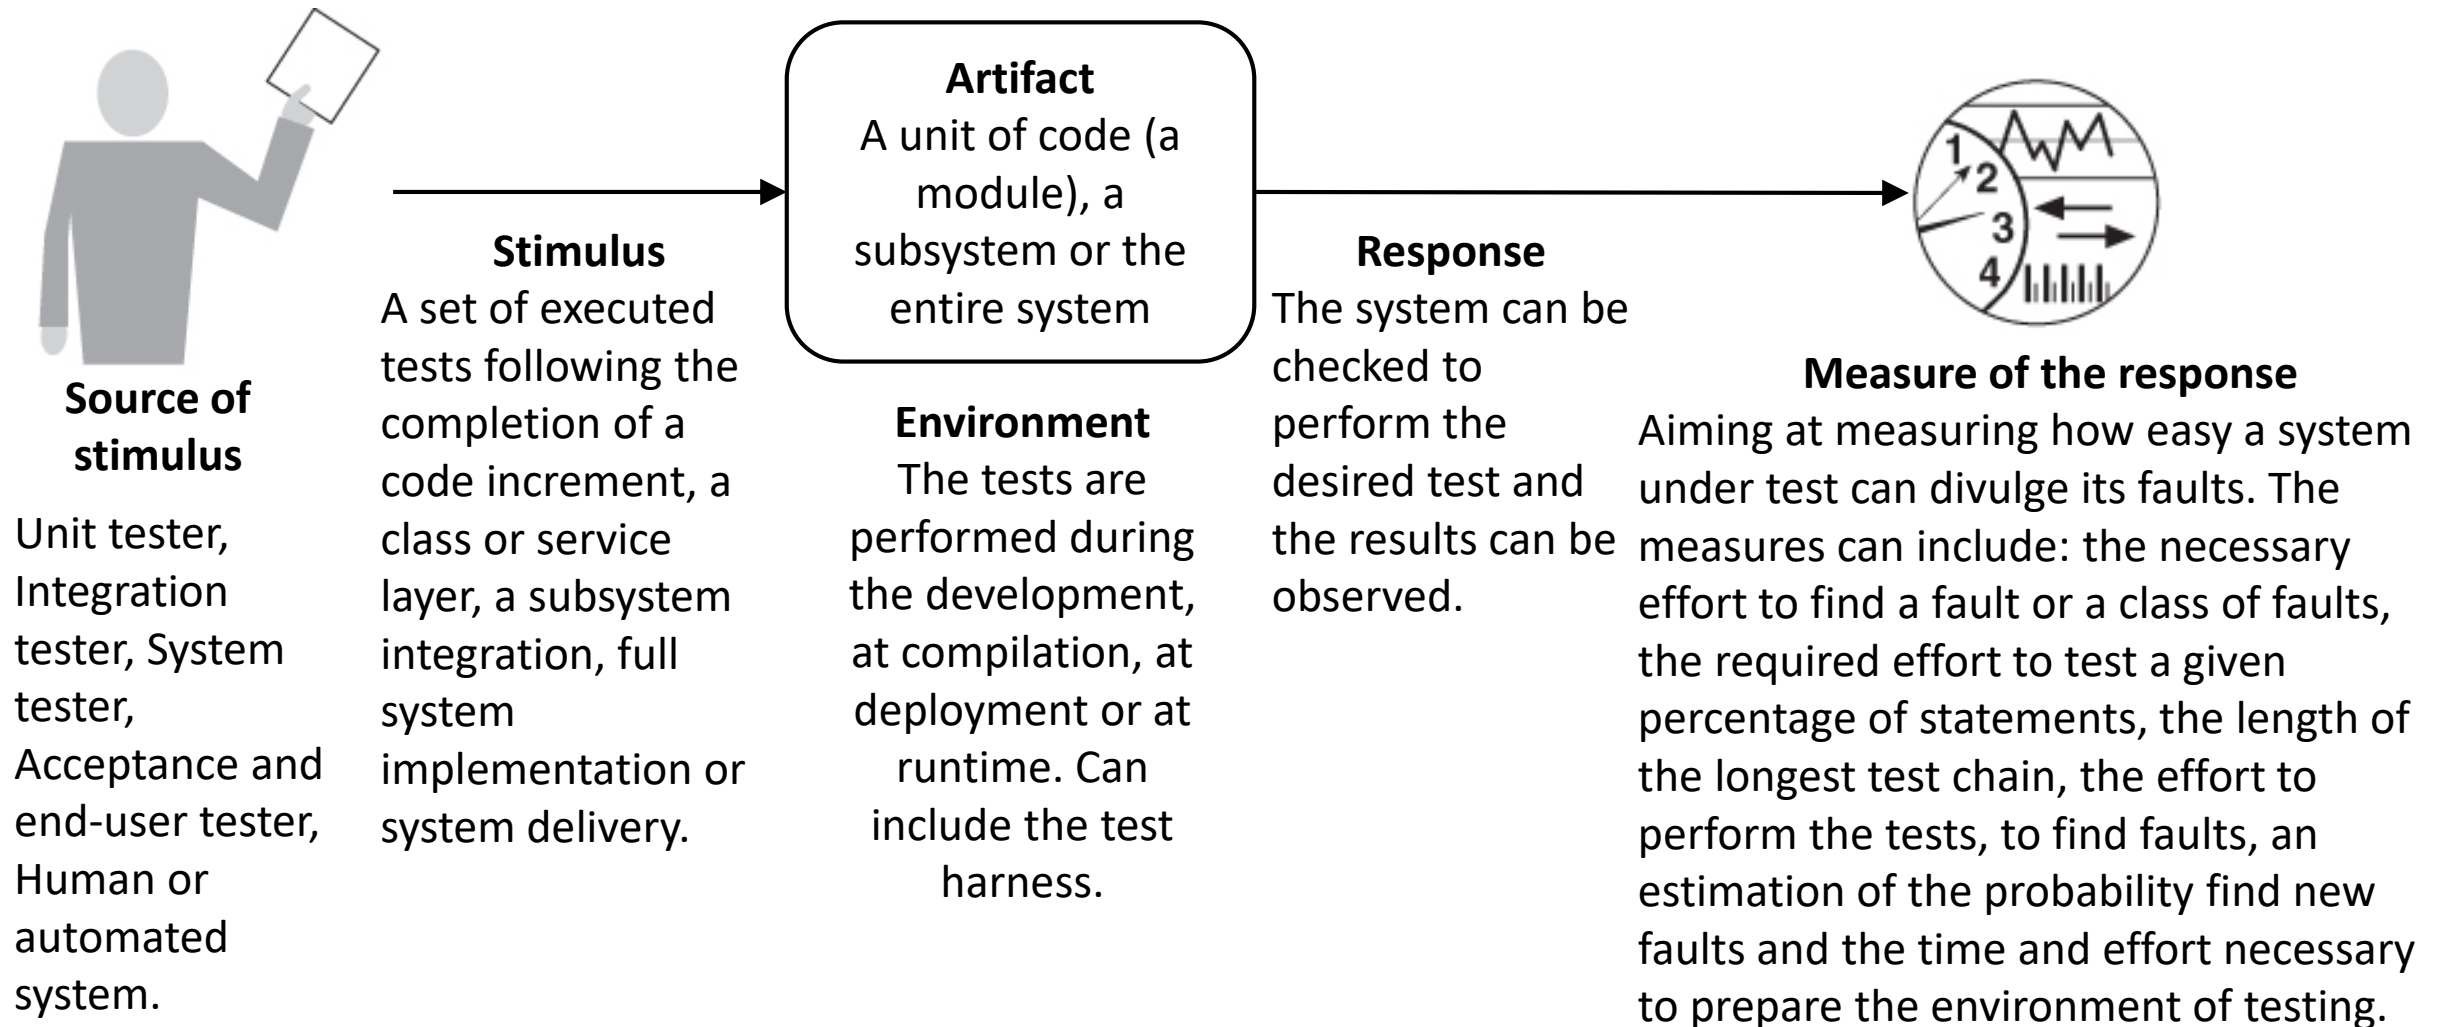 Source of
stimulus
Unit tester,
Integration
tester, System
tester,
Acceptance and
end-user tester,
Human or
automated
system.
Stimulus
A set of executed
tests following the
completion of a
code increment, a
class or service
layer, a subsystem
integration, full
system
implementation or
system delivery.
Artifact
A unit of code (a
module), a
subsystem or the
entire system
Environment
The tests are
performed during
the development,
at compilation, at
deployment or at
runtime. Can
include the test
harness.
Response
The system can be
checked to
perform the
desired test and
the results can be
observed.
1
2
3
4
Measure of the response
Aiming at measuring how easy a system
under test can divulge its faults. The
measures can include: the necessary
effort to find a fault or a class of faults,
the required effort to test a given
percentage of statements, the length of
the longest test chain, the effort to
perform the tests, to find faults, an
estimation of the probability find new
faults and the time and effort necessary
to prepare the environment of testing.